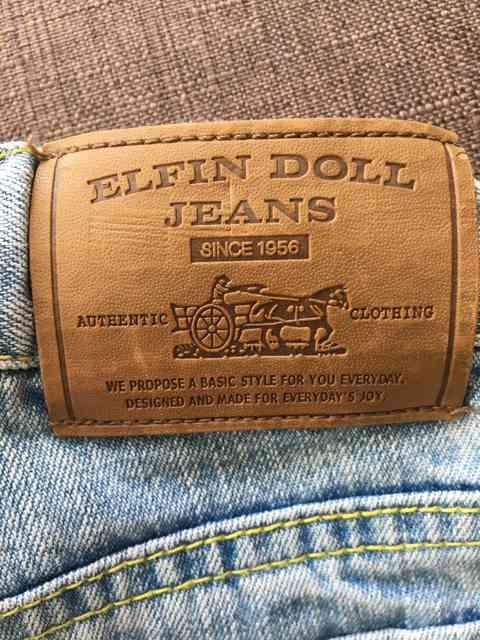 ELFIN DOLL
JEANS
SINCE 1956
AUTHENTIC CLOTHING
WE PROPOSE A BASIC STYLE FOR YOU EVERYDAY.
DESIGNED AND MADE FOR EVERYDAY'S JOY.